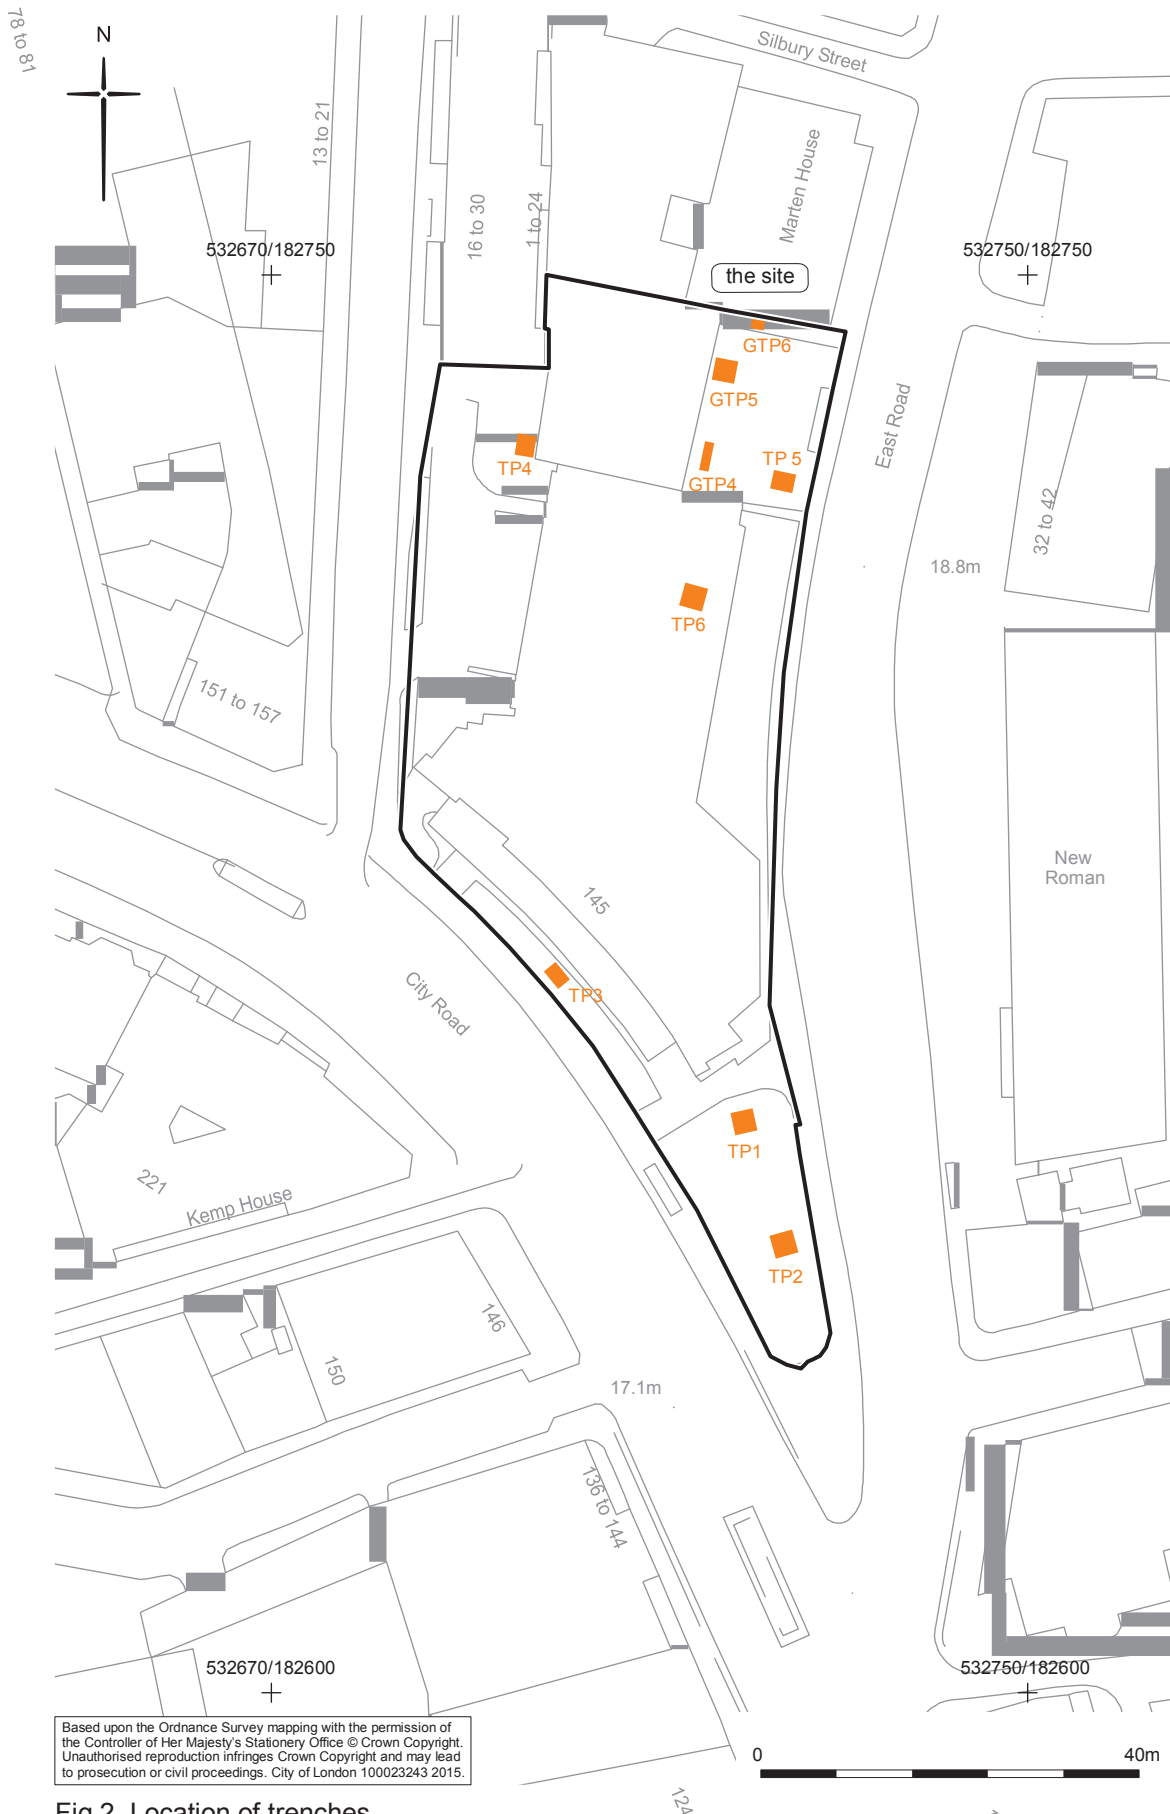 78 to 81
N
Silbury Street
13 to 21
Marten House
16 to 30
1 to 24
532670/182750
532750/182750
the site
GTP6
GTP5
East Road
TP4
TP 5
GTP4
32 to 42
18.8m
TP6
151 to 157
New
Roman
145
City Road
TP3
TP1
221
Kemp House
TP2
146
150
17.1m
136 to 144
532670/182600
532750/182600
Based upon the Ordnance Survey mapping with the permission of
the Controller of Her Majesty's Stationery Office © Crown Copyright.
Unauthorised reproduction infringes Crown Copyright and may lead
to prosecution or civil proceedings. City of London 100023243 2015.
0
40m
Fig 2 Location of trenches